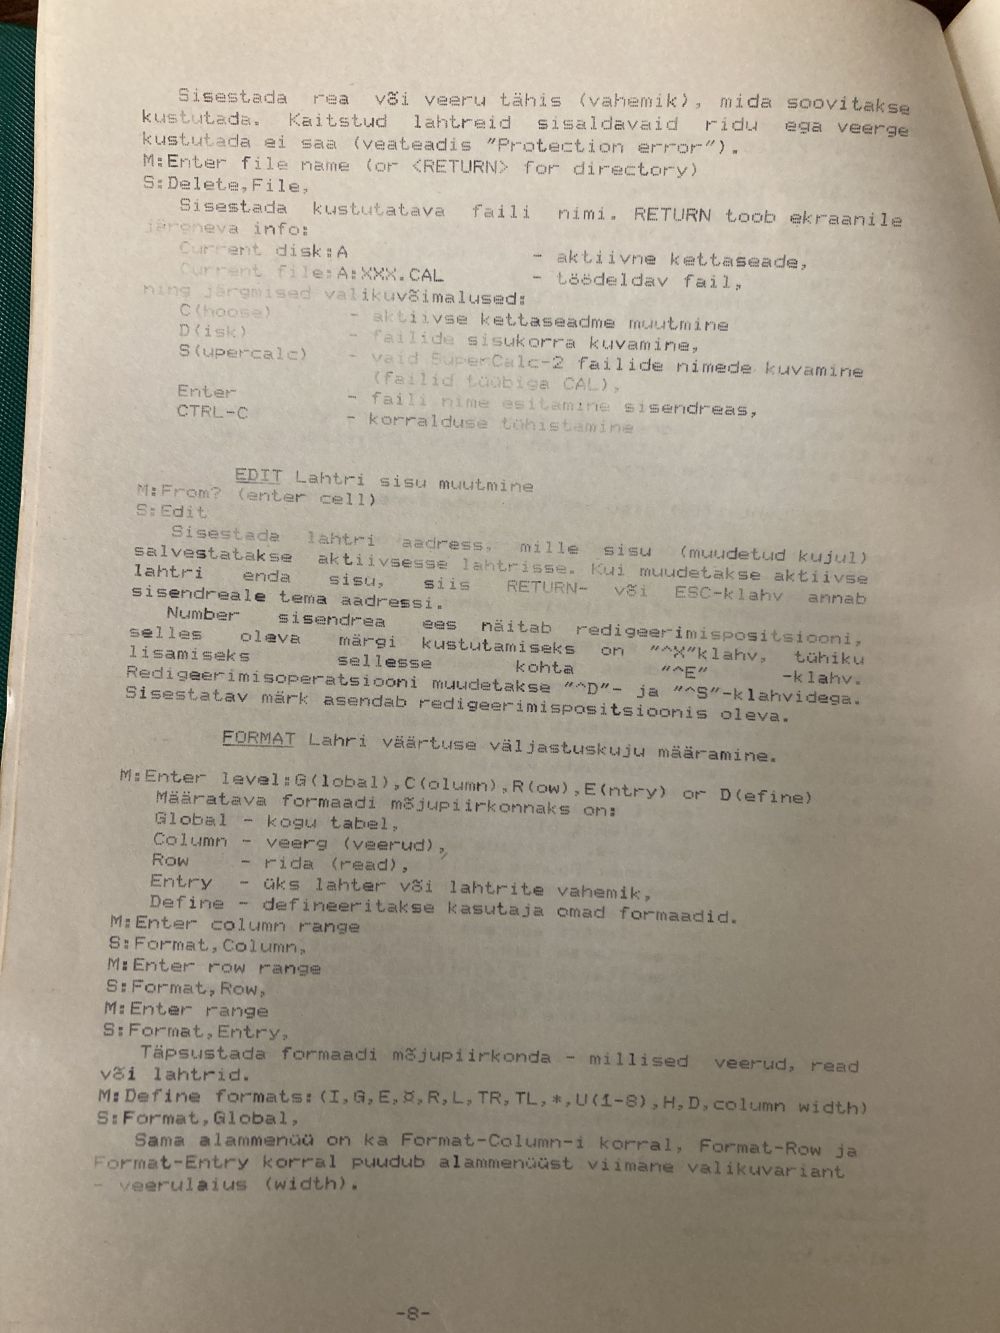 Sisestada rea või veeru tähis (vahemik), mida soovitakse
kustutada. Kaitstud lahtreid sisaldavaid ridu ega veerge
kustutada ei saa (veateadis "Protection error").
M:Enter file name (or <RETURN> for directory)
S:Delete,File,
Sisestada kustutatava faili nimi. RETURN toob ekraanile
järgneva info:
Current disk:A - aktiivne kettaseade,
Current file:A:XXX.CAL - töödeldav fail,
ning järgmised valikuvõimalused:
C(hoose) - aktiivse kettaseadme muutmine
D(isk) - failide sisukorra kuvamine,
S(upercalc) - vaid SuperCalc-2 failide nimede kuvamine
(failid tüübiga CAL),
Enter - faili nime esitamine sisendreas,
CTRL-C - korralduse tühistamine
EDIT Lahtri sisu muutmine
M:From? (enter cell)
S:Edit
Sisestada lahtri aadress, mille sisu (muudetud kujul)
salvestatakse aktiivsesse lahtrisse. Kui muudetakse aktiivse
lahtri enda sisu, siis RETURN- või ESC-klahv annab
sisendreale tema aadressi.
Number sisendrea ees näitab redigeerimispositsiooni,
selles oleva märgi kustutamiseks on "^X"klahv, tühiku
lisamiseks sellesse kohta "^E" -klahv.
Redigeerimisoperatsiooni muudetakse "^D"- ja "^S"-klahvidega.
Sisestatav märk asendab redigeerimispositsioonis oleva.
FORMAT Lahri väärtuse väljastuskuju määramine.
M:Enter level:G(lobal),C(olumn),R(ow),E(ntry) or D(efine)
Määratava formaadi mõjupiirkonnaks on:
Global - kogu tabel,
Column - veerg (veerud),
Row - rida (read),
Entry - üks lahter või lahtrite vahemik,
Define - defineeritakse kasutaja omad formaadid.
M:Enter column range
S:Format,Column,
M:Enter row range
S:Format,Row,
M:Enter range
S:Format,Entry,
Täpsustada formaadi mõjupiirkonda - millised veerud, read
või lahtrid.
M:Define formats:(I,G,E,¤,R,L,TR,TL,*,U(1-8),H,D,column width)
S:Format,Global,
Sama alammenüü on ka Format-Column-i korral, Format-Row ja
Format-Entry korral puudub alammenüüst viimane valikuvariant
- veerulaius (width).
-8-